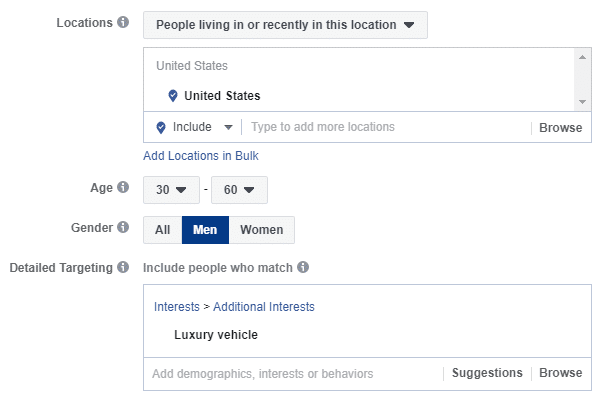 Locations People living in or recently in this location
United States
United States
Include Type to add more locations Browse
Add Locations in Bulk
Age 30 - 60
Gender All Men Women
Detailed Targeting Include people who match
Interests > Additional Interests
Luxury vehicle
Add demographics, interests or behaviors Suggestions Browse